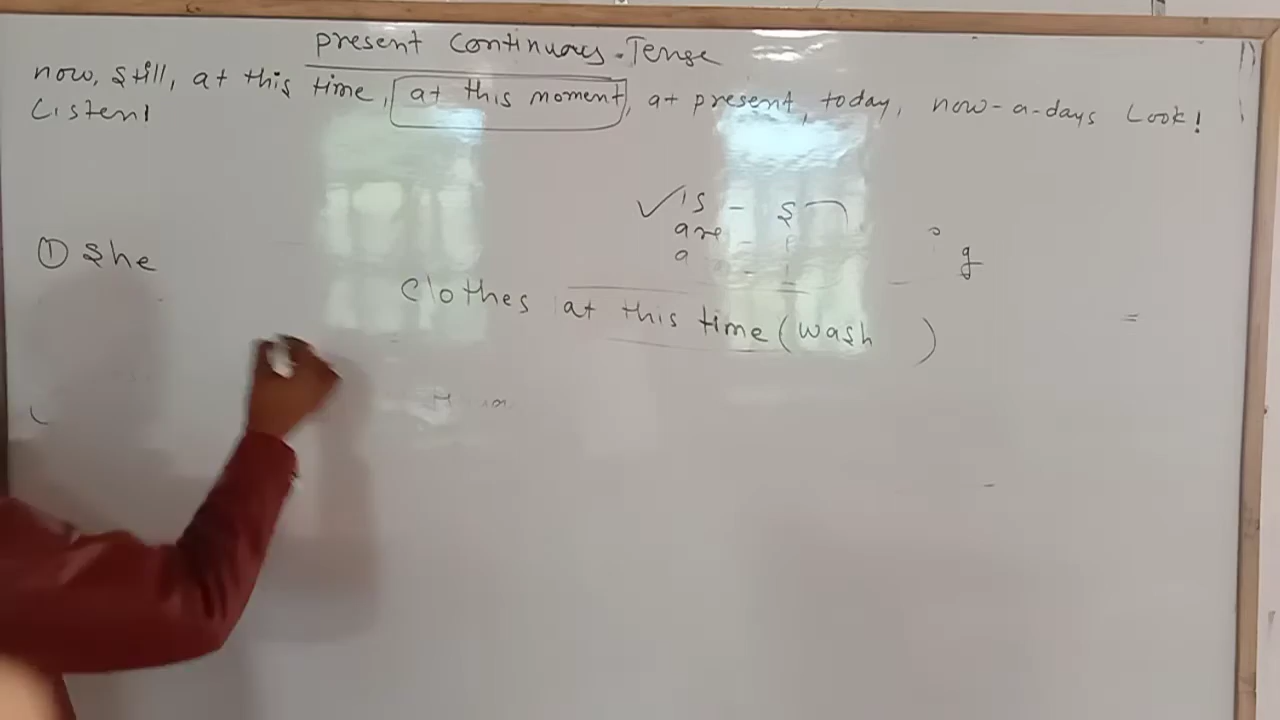 present Continuous Tense
now, still, at this time, at this moment, at present, today, now-a-days Look!
Listen!
is - s
are
a
g
① She
Clothes at this time (wash )